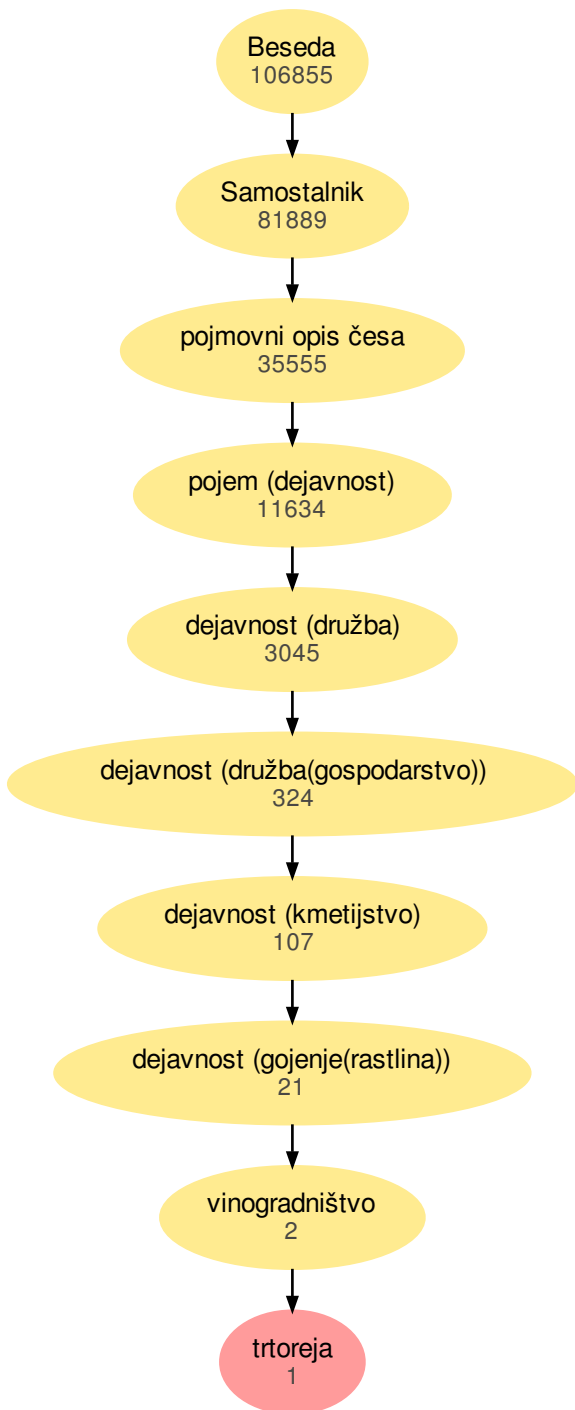 Beseda
106855
Samostalnik
81889
pojmovni opis česa
35555
pojem (dejavnost)
11634
dejavnost (družba)
3045
dejavnost (družba(gospodarstvo))
324
dejavnost (kmetijstvo)
107
dejavnost (gojenje(rastlina))
21
vinogradništvo
2
trtoreja
1